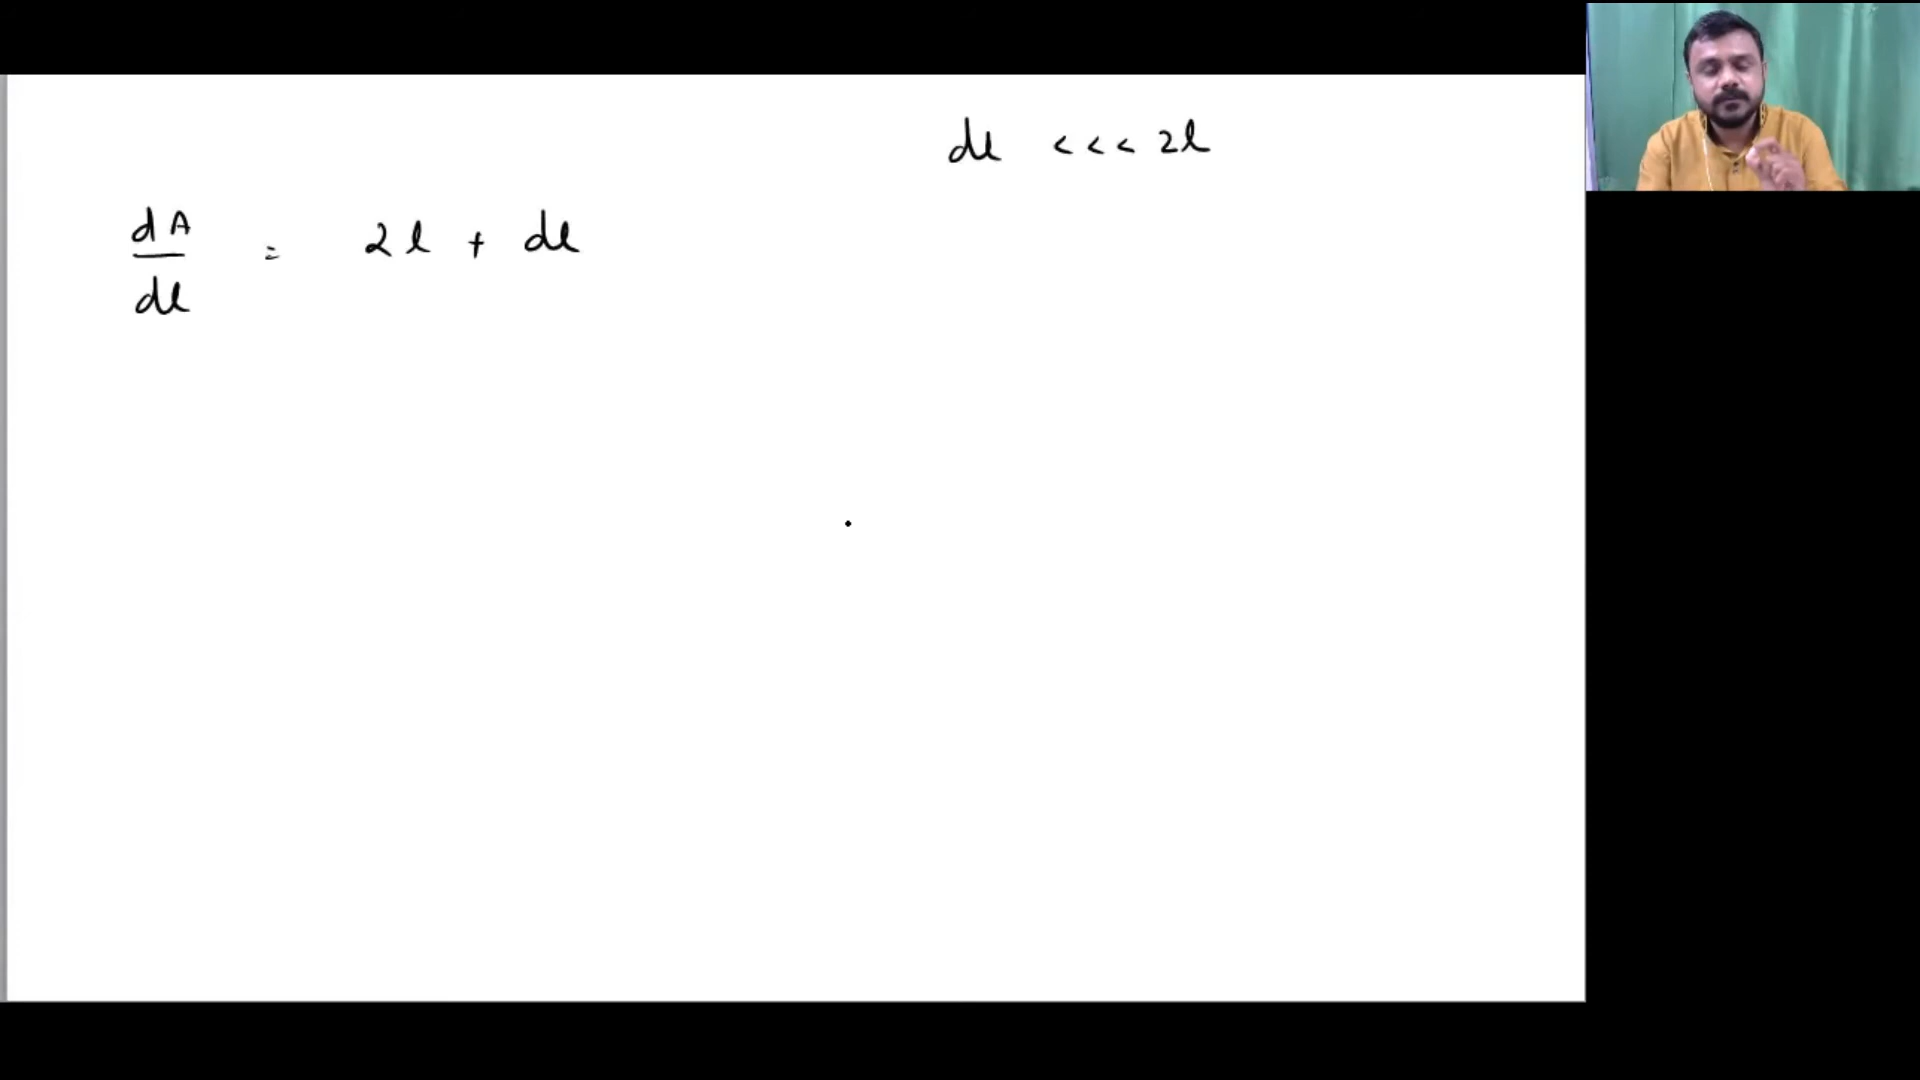 dl <<< 2l
dA
dl
= 2l + dl